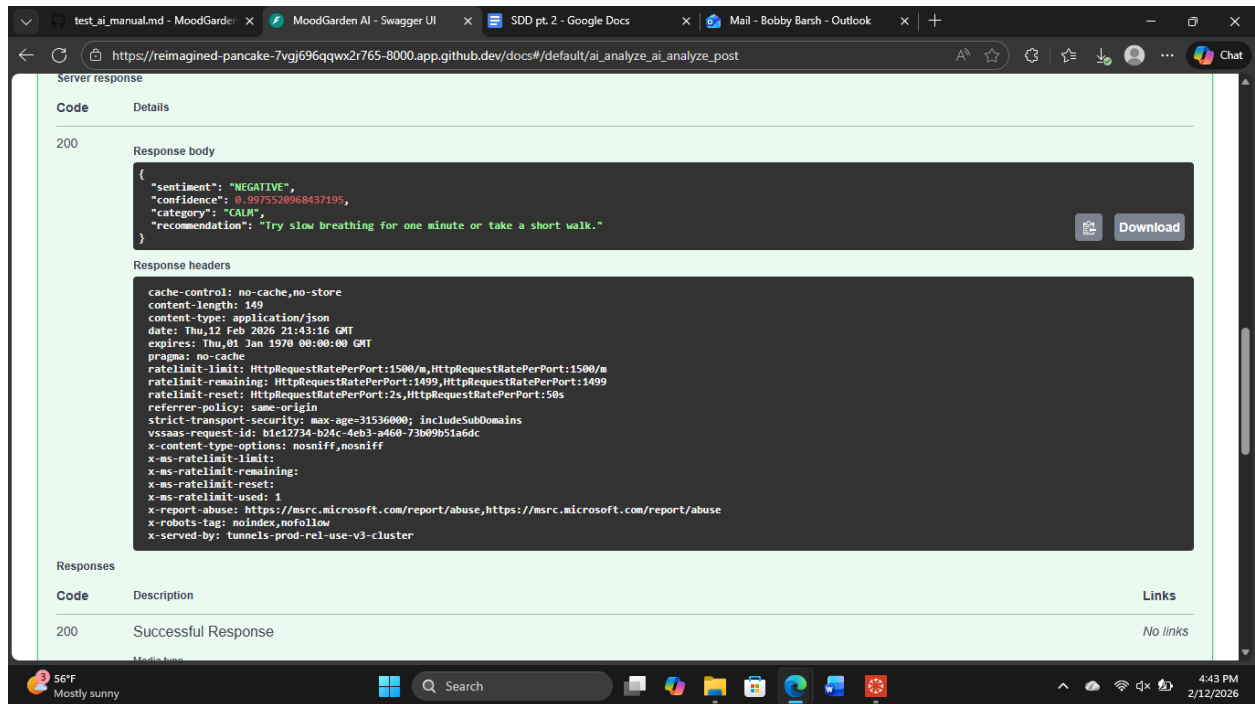 test_ai_manual.md - MoodGarden
MoodGarden AI - Swagger UI
SDD pt. 2 - Google Docs
Mail - Bobby Barsh - Outlook
https://reimagined-pancake-7vgj696qqwx2r765-8000.app.github.dev/docs#/default/ai_analyze_ai_analyze_post
Chat
Server response
Code Details
200
Response body
{
"sentiment": "NEGATIVE",
"confidence": 0.9975520968437195,
"category": "CALM",
"recommendation": "Try slow breathing for one minute or take a short walk."
}
Download
Response headers
cache-control: no-cache,no-store
content-length: 149
content-type: application/json
date: Thu,12 Feb 2026 21:43:16 GMT
expires: Thu,01 Jan 1970 00:00:00 GMT
pragma: no-cache
ratelimit-limit: HttpRequestRatePerPort:1500/m,HttpRequestRatePerPort:1500/m
ratelimit-remaining: HttpRequestRatePerPort:1499,HttpRequestRatePerPort:1499
ratelimit-reset: HttpRequestRatePerPort:2s,HttpRequestRatePerPort:50s
referrer-policy: same-origin
strict-transport-security: max-age=31536000; includeSubDomains
vssaas-request-id: b1e12734-b24c-4eb3-a460-73b09b51a6dc
x-content-type-options: nosniff,nosniff
x-ms-ratelimit-limit:
x-ms-ratelimit-remaining:
x-ms-ratelimit-reset:
x-ms-ratelimit-used: 1
x-report-abuse: https://msrc.microsoft.com/report/abuse,https://msrc.microsoft.com/report/abuse
x-robots-tag: noindex,nofollow
x-served-by: tunnels-prod-rel-use-v3-cluster
Responses
Code Description Links
200 Successful Response No links
Media type
3
56°F
Mostly sunny
Search
4:43 PM
2/12/2026